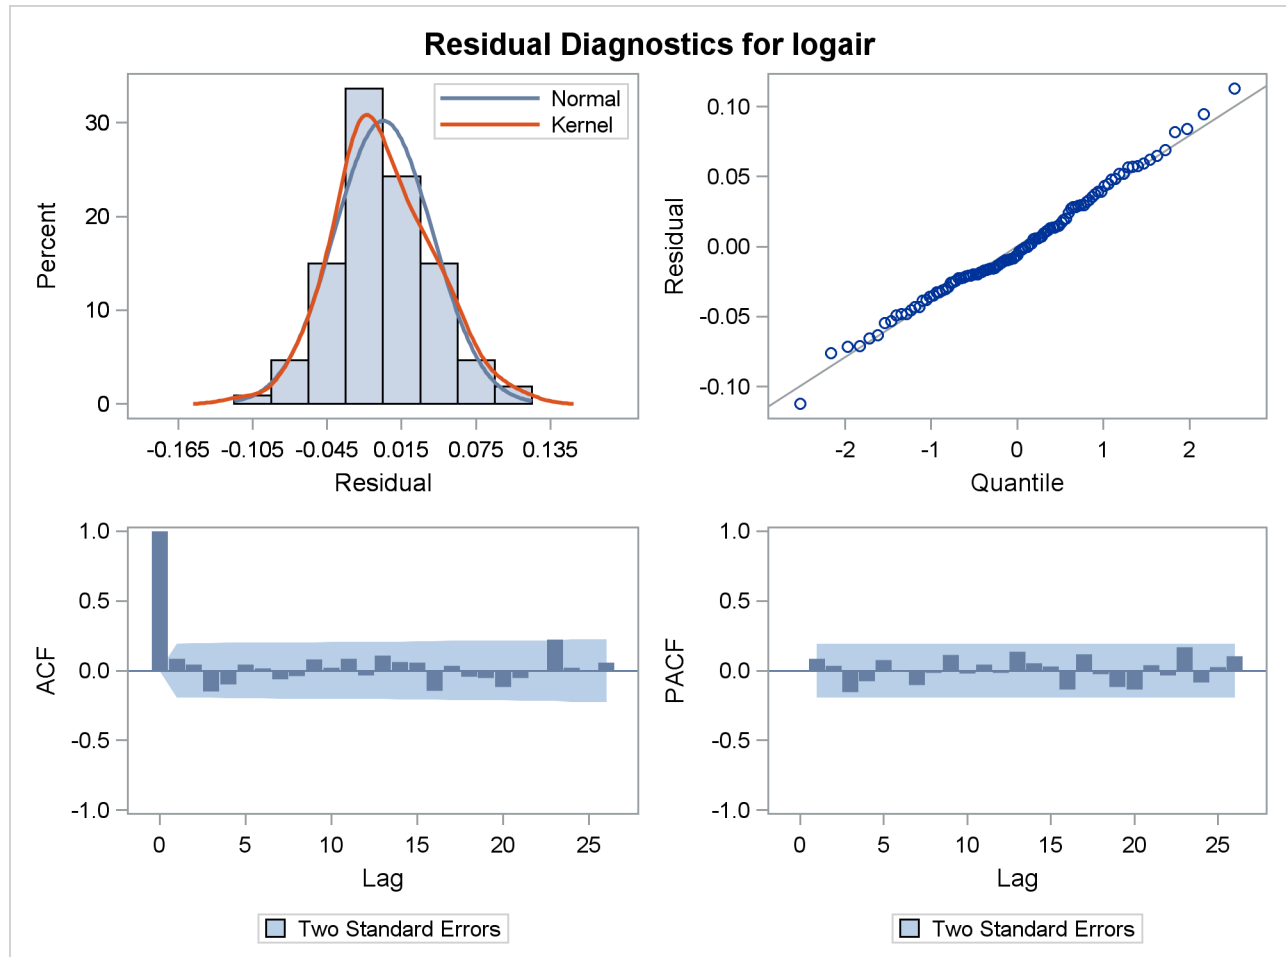 Residual Diagnostics for logair
Percent
30
20
10
0
Normal
Kernel
-0.165 -0.105 -0.045 0.015 0.075 0.135
Residual
Residual
0.10
0.05
0.00
-0.05
-0.10
-2 -1 0 1 2
Quantile
ACF
1.0
0.5
0.0
-0.5
-1.0
0 5 10 15 20 25
Lag
Two Standard Errors
PACF
1.0
0.5
0.0
-0.5
-1.0
0 5 10 15 20 25
Lag
Two Standard Errors